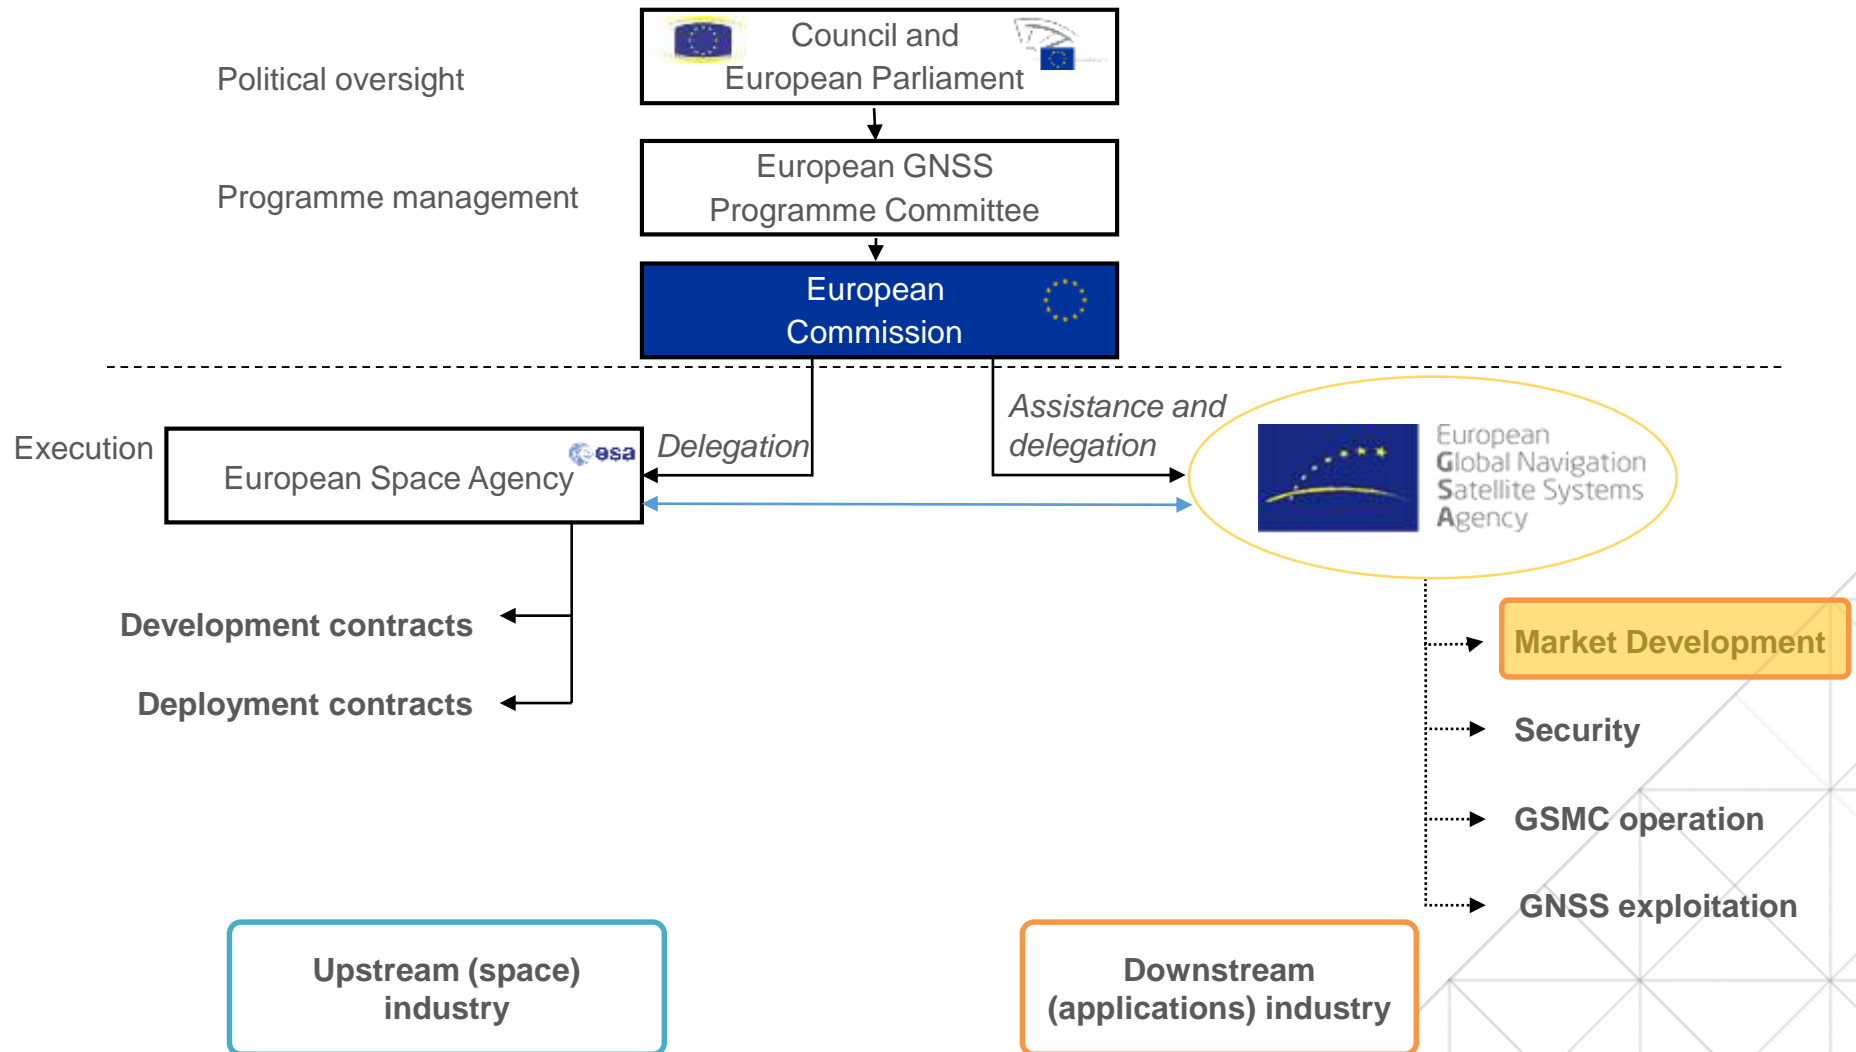 Council and
European Parliament
Political oversight
European GNSS
Programme Committee
Programme management
European
Commission
Assistance and
delegation
Delegation
Execution
esa
European Space Agency
European
Global Navigation
Satellite Systems
Agency
Development contracts
Deployment contracts
Market Development
Security
GSMC operation
GNSS exploitation
Upstream (space)
industry
Downstream
(applications) industry